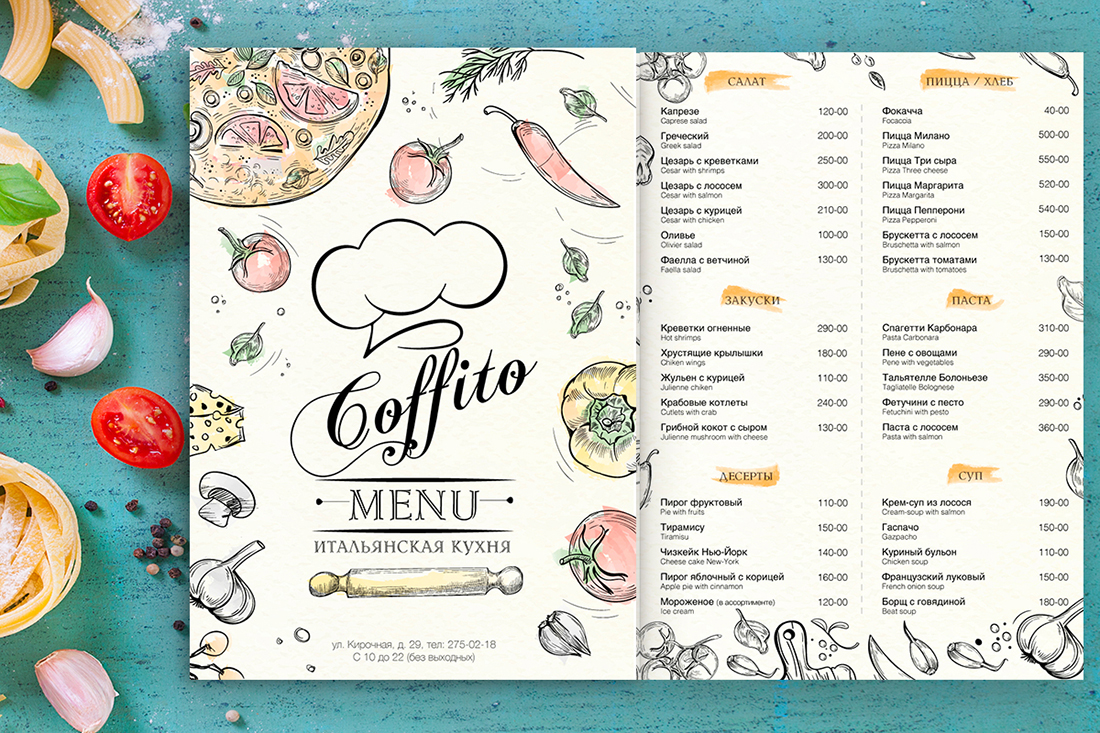 Coffito
MENU
ИТАЛЬЯНСКАЯ КУХНЯ
ул. Кирочная, д. 29, тел: 275-02-18
С 10 до 22 (без выходных)
САЛАТ
Капрезе 120-00
Caprese salad
Греческий 200-00
Greek salad
Цезарь с креветками 250-00
Cesar with shrimps
Цезарь с лососем 300-00
Cesar with salmon
Цезарь с курицей 210-00
Cesar with chicken
Оливье 100-00
Olivier salad
Фаелла с ветчиной 130-00
Faella salad
ЗАКУСКИ
Креветки огненные 290-00
Hot shrimps
Хрустящие крылышки 180-00
Chiken wings
Жульен с курицей 110-00
Julienne chiken
Крабовые котлеты 240-00
Cutlets with crab
Грибной кокот с сыром 130-00
Julienne mushroom with cheese
ДЕСЕРТЫ
Пирог фруктовый 110-00
Pie with fruits
Тирамису 150-00
Tiramisu
Чизкейк Нью-Йорк 140-00
Cheese cake New-York
Пирог яблочный с корицей 160-00
Apple pie with cinnamon
Мороженое (в ассортименте) 120-00
Ice cream
ПИЦЦА / ХЛЕБ
Фокачча 40-00
Focaccia
Пицца Милано 500-00
Pizza Milano
Пицца Три сыра 550-00
Pizza Three cheese
Пицца Маргарита 520-00
Pizza Margarita
Пицца Пепперони 540-00
Pizza Pepperoni
Брускетта с лососем 150-00
Bruschetta with salmon
Брускетта томатами 130-00
Bruschetta with tomatoes
ПАСТА
Спагетти Карбонара 310-00
Pasta Carbonara
Пене с овощами 290-00
Pene with vegetables
Тальятелле Болоньезе 350-00
Tagliatelle Bolognese
Фетучини с песто 290-00
Fetuchini with pesto
Паста с лососем 360-00
Pasta with salmon
СУП
Крем-суп из лосося 190-00
Cream-soup with salmon
Гаспачо 150-00
Gazpacho
Куриный бульон 110-00
Chicken soup
Французский луковый 150-00
French onion soup
Борщ с говядиной 180-00
Beet soup